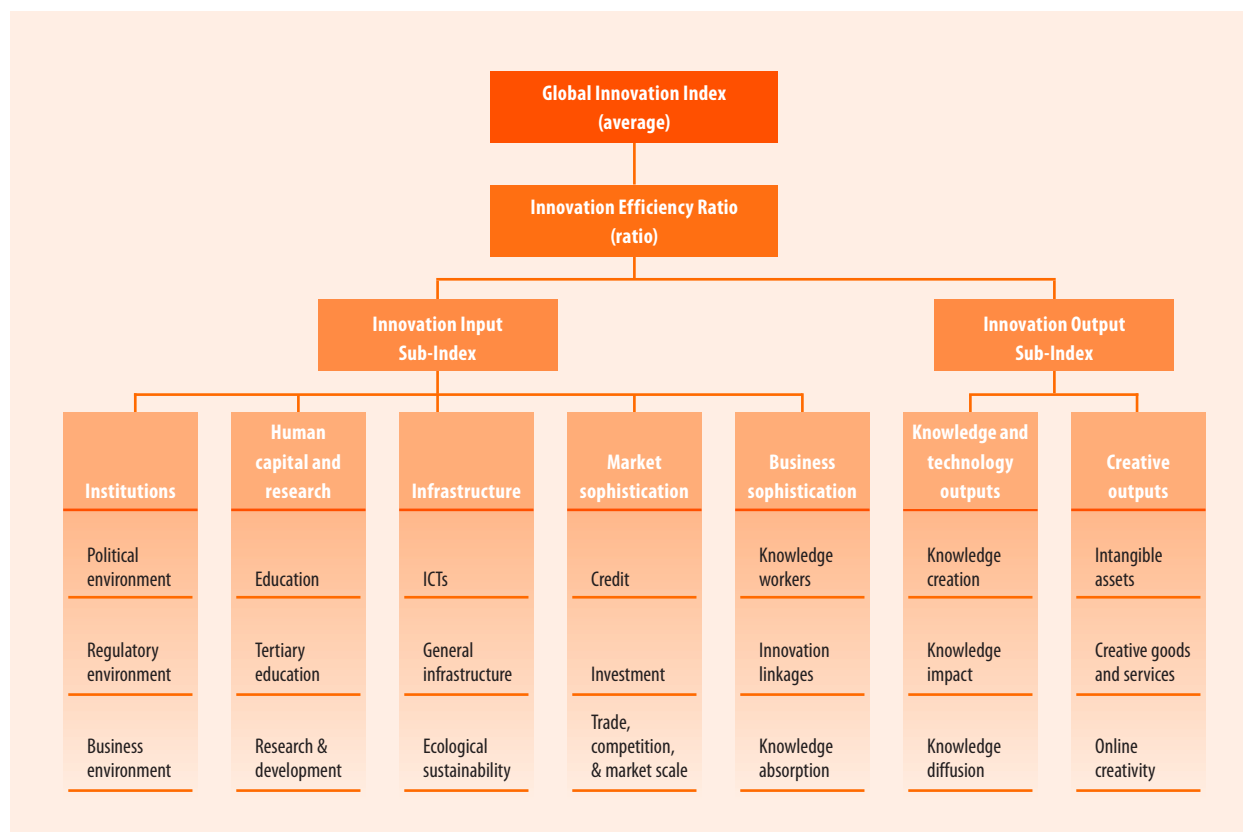 Global Innovation Index
(average)
Innovation Efficiency Ratio
(ratio)
Innovation Input
Sub-Index
Innovation Output
Sub-Index
Institutions
Human
capital and
research
Infrastructure
Market
sophistication
Business
sophistication
Knowledge and
technology
outputs
Creative
outputs
Political
environment
Education
ICTs
Credit
Knowledge
workers
Knowledge
creation
Intangible
assets
Regulatory
environment
Tertiary
education
General
infrastructure
Investment
Innovation
linkages
Knowledge
impact
Creative goods
and services
Business
environment
Research &
development
Ecological
sustainability
Trade,
competition,
& market scale
Knowledge
absorption
Knowledge
diffusion
Online
creativity